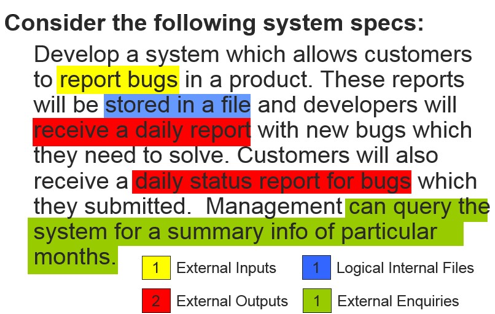 Consider the following system specs:
Develop a system which allows customers
to report bugs in a product. These reports
will be stored in a file and developers will
receive a daily report with new bugs which
they need to solve. Customers will also
receive a daily status report for bugs which
they submitted. Management can query the
system for a summary info of particular
months.
1 External Inputs 1 Logical Internal Files
2 External Outputs 1 External Enquiries